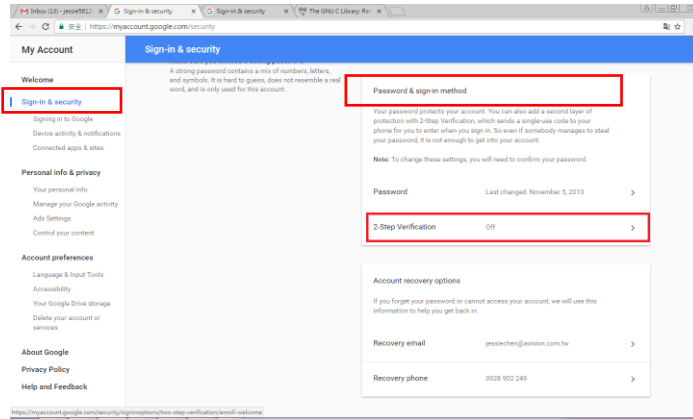 Inbox (13) - jessie5812
Sign-in & security
Sign-in & security
The GNU C Library: Re
https://myaccount.google.com/security
My Account
Sign-in & security
Welcome
Sign-in & security
Signing in to Google
Device activity & notifications
Connected apps & sites
Personal info & privacy
Your personal info
Manage your Google activity
Ads Settings
Control your content
Account preferences
Language & Input Tools
Accessibility
Your Google Drive storage
Delete your account or
services
About Google
Privacy Policy
Help and Feedback
A strong password contains a mix of numbers, letters,
and symbols. It is hard to guess, does not resemble a real
word, and is only used for this account.
Password & sign-in method
Your password protects your account. You can also add a second layer of
protection with 2-Step Verification, which sends a single-use code to your
phone for you to enter when you sign in. So even if somebody manages to steal
your password, it is not enough to get into your account.
Note: To change these settings, you will need to confirm your password.
Password Last changed: November 5, 2013
2-Step Verification Off
Account recovery options
If you forget your password or cannot access your account, we will use this
information to help you get back in.
Recovery email jessiechen@avision.com.tw
Recovery phone 0928 902 249
https://myaccount.google.com/security/signinoptions/two-step-verification/enroll-welcome